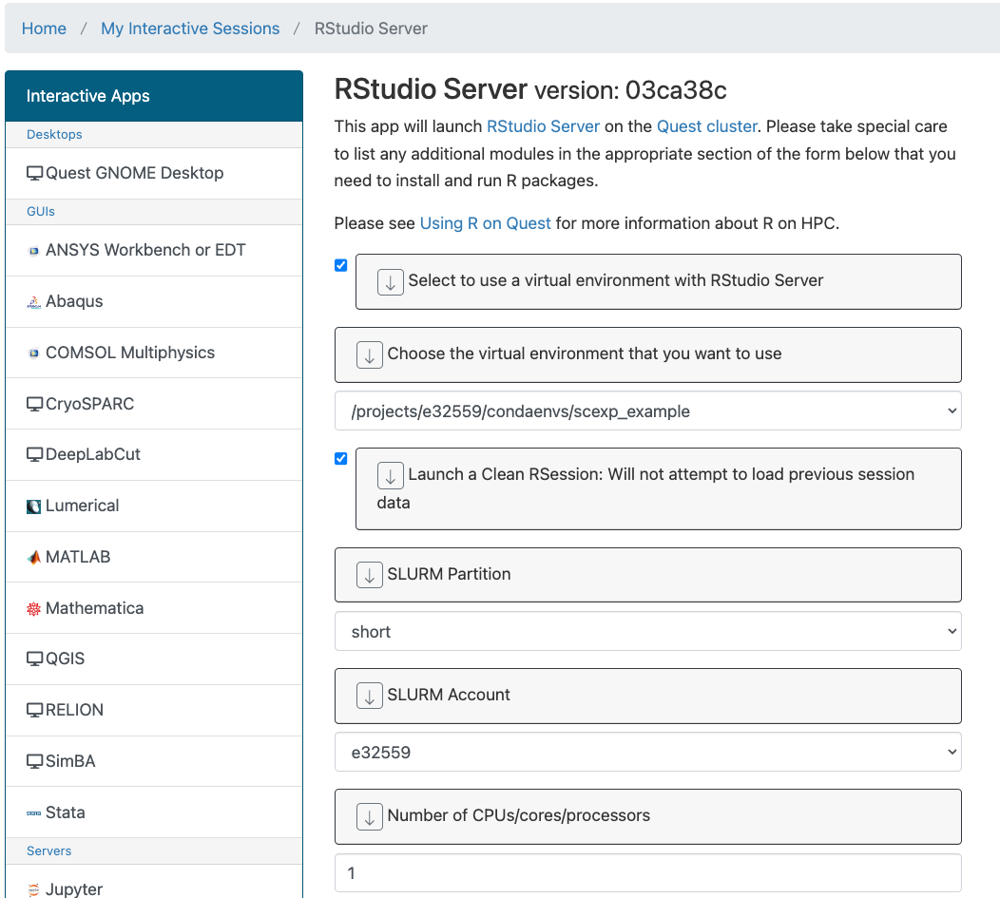 Home / My Interactive Sessions / RStudio Server
Interactive Apps
Desktops
Quest GNOME Desktop
GUIs
ANSYS Workbench or EDT
Abaqus
COMSOL Multiphysics
CryoSPARC
DeepLabCut
Lumerical
MATLAB
Mathematica
QGIS
RELION
SimBA
Stata
Servers
Jupyter
RStudio Server version: 03ca38c
This app will launch RStudio Server on the Quest cluster. Please take special care
to list any additional modules in the appropriate section of the form below that you
need to install and run R packages.
Please see Using R on Quest for more information about R on HPC.
Select to use a virtual environment with RStudio Server
Choose the virtual environment that you want to use
/projects/e32559/condaenvs/scexp_example
Launch a Clean RSession: Will not attempt to load previous session
data
SLURM Partition
short
SLURM Account
e32559
Number of CPUs/cores/processors
1